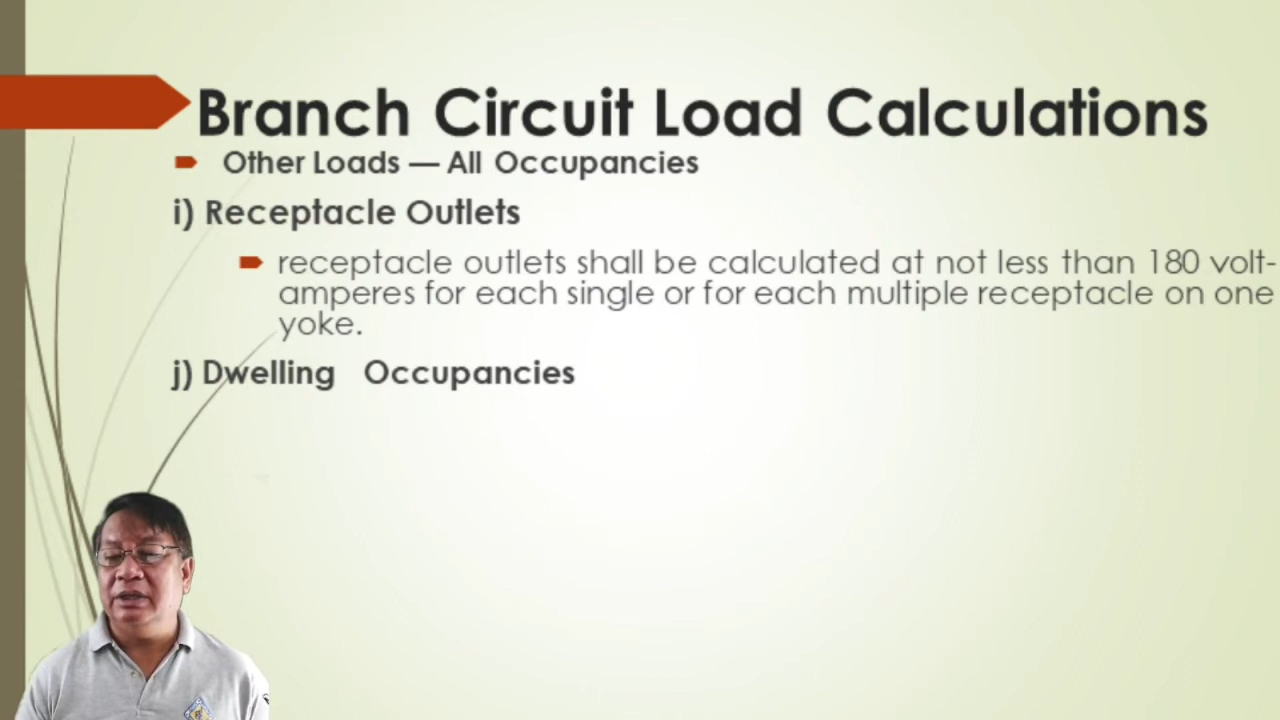 Branch Circuit Load Calculations
Other Loads — All Occupancies
i) Receptacle Outlets
receptacle outlets shall be calculated at not less than 180 volt-
amperes for each single or for each multiple receptacle on one
yoke.
j) Dwelling Occupancies